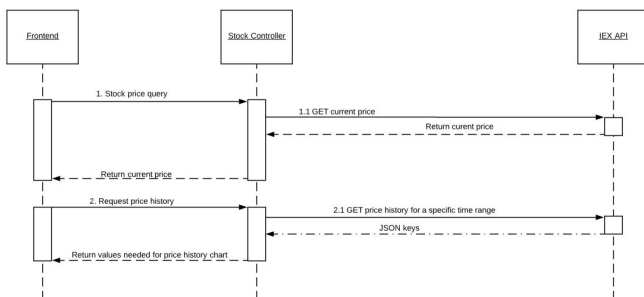 Frontend
Stock Controller
IEX API
1. Stock price query
1.1 GET current price
Return curent price
Return current price
2. Request price history
2.1 GET price history for a specific time range
JSON keys
Return values needed for price history chart